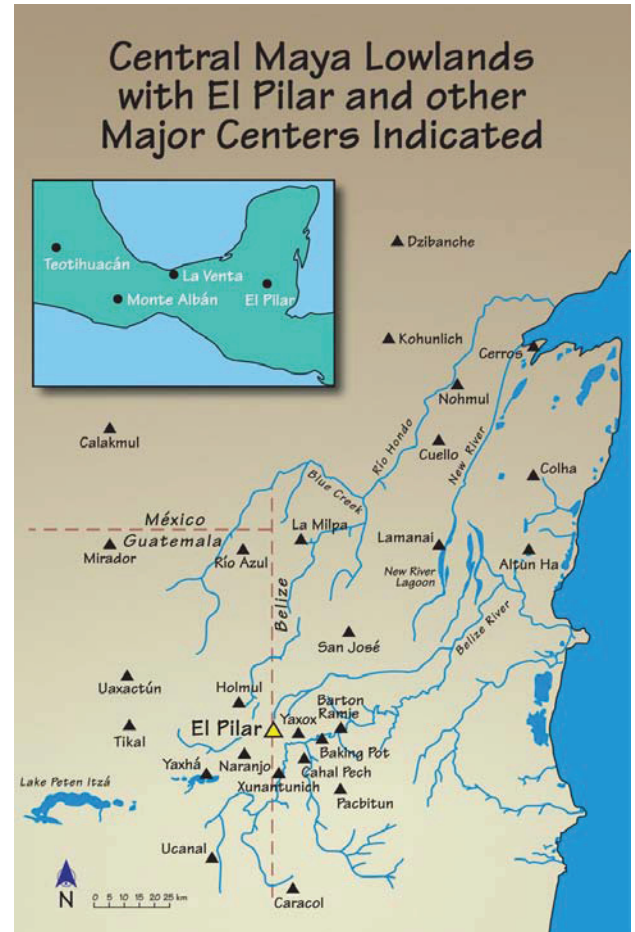 Central Maya Lowlands
with El Pilar and other
Major Centers Indicated
Teotihuacán
La Venta
Monte Albán
El Pilar
Dzibanche
Kohunlich
Cerros
Nohmul
Río Hondo
New River
Calakmul
Cuello
Colha
Blue Creek
México
Guatemala
Belize
La Milpa
Mirador
Río Azul
Lamanai
New River
Lagoon
Altun Ha
Belize River
San José
Uaxactún
Holmul
Barton
Ramie
El Pilar
Yaxox
Tikal
Baking Pot
Yaxhá
Naranjo
Cahal Pech
Xunantunich
Lake Peten Itzá
Pacbitun
Ucanal
Caracol
N
0 5 10 15 20 25 km